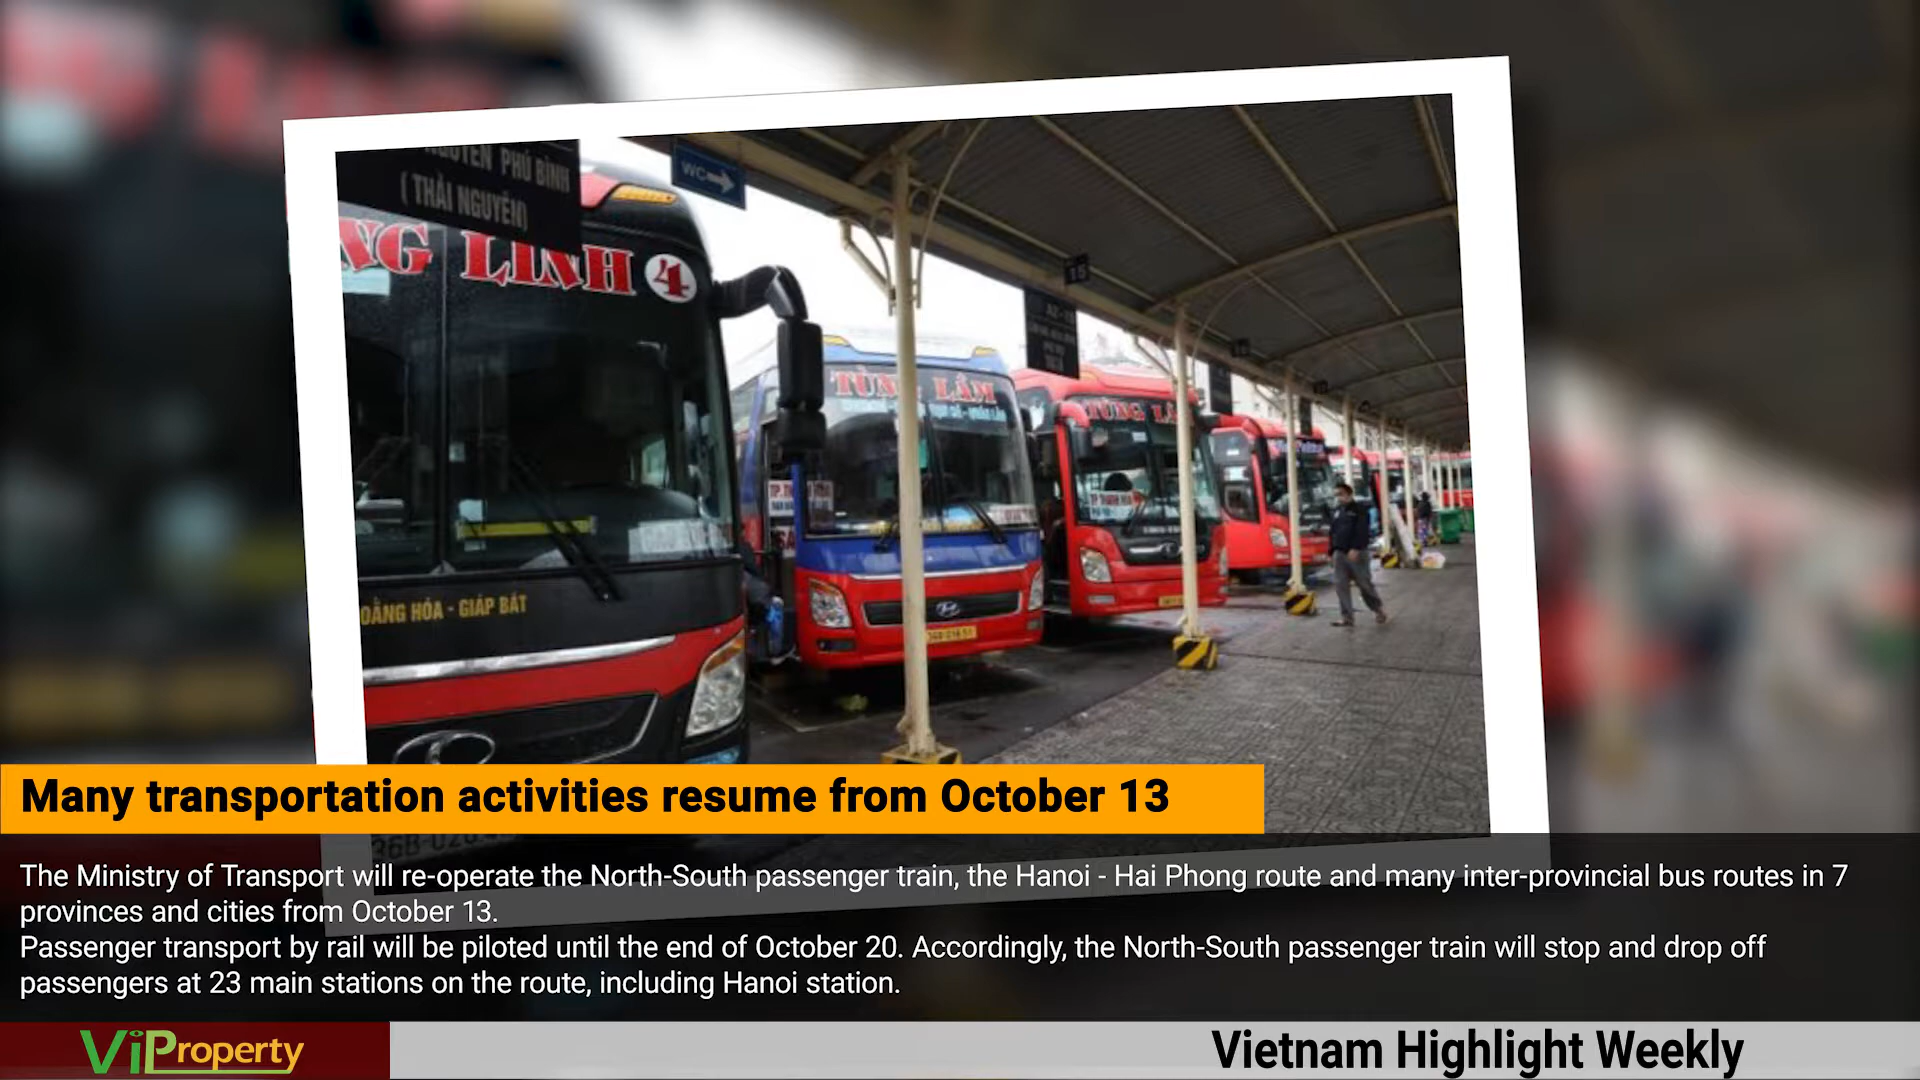 PHÚ BÌNH
( THÁI NGUYÊN)
WC
LINH 4
15
TÙNG LÂM
TÙNG
TP THANH HÓA
GIÁP BÁT
Many transportation activities resume from October 13
The Ministry of Transport will re-operate the North-South passenger train, the Hanoi - Hai Phong route and many inter-provincial bus routes in 7
provinces and cities from October 13.
Passenger transport by rail will be piloted until the end of October 20. Accordingly, the North-South passenger train will stop and drop off
passengers at 23 main stations on the route, including Hanoi station.
ViProperty
Vietnam Highlight Weekly